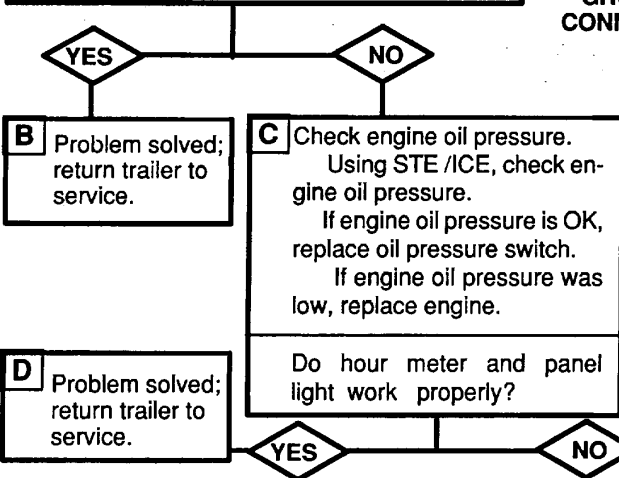 CONN
YES
NO
B Problem solved;
return trailer to
service.
C Check engine oil pressure.
Using STE /ICE, check en-
gine oil pressure.
If engine oil pressure is OK,
replace oil pressure switch.
If engine oil pressure was
low, replace engine.
Do hour meter and panel
light work properly?
D Problem solved;
return trailer to
service.
YES
NO